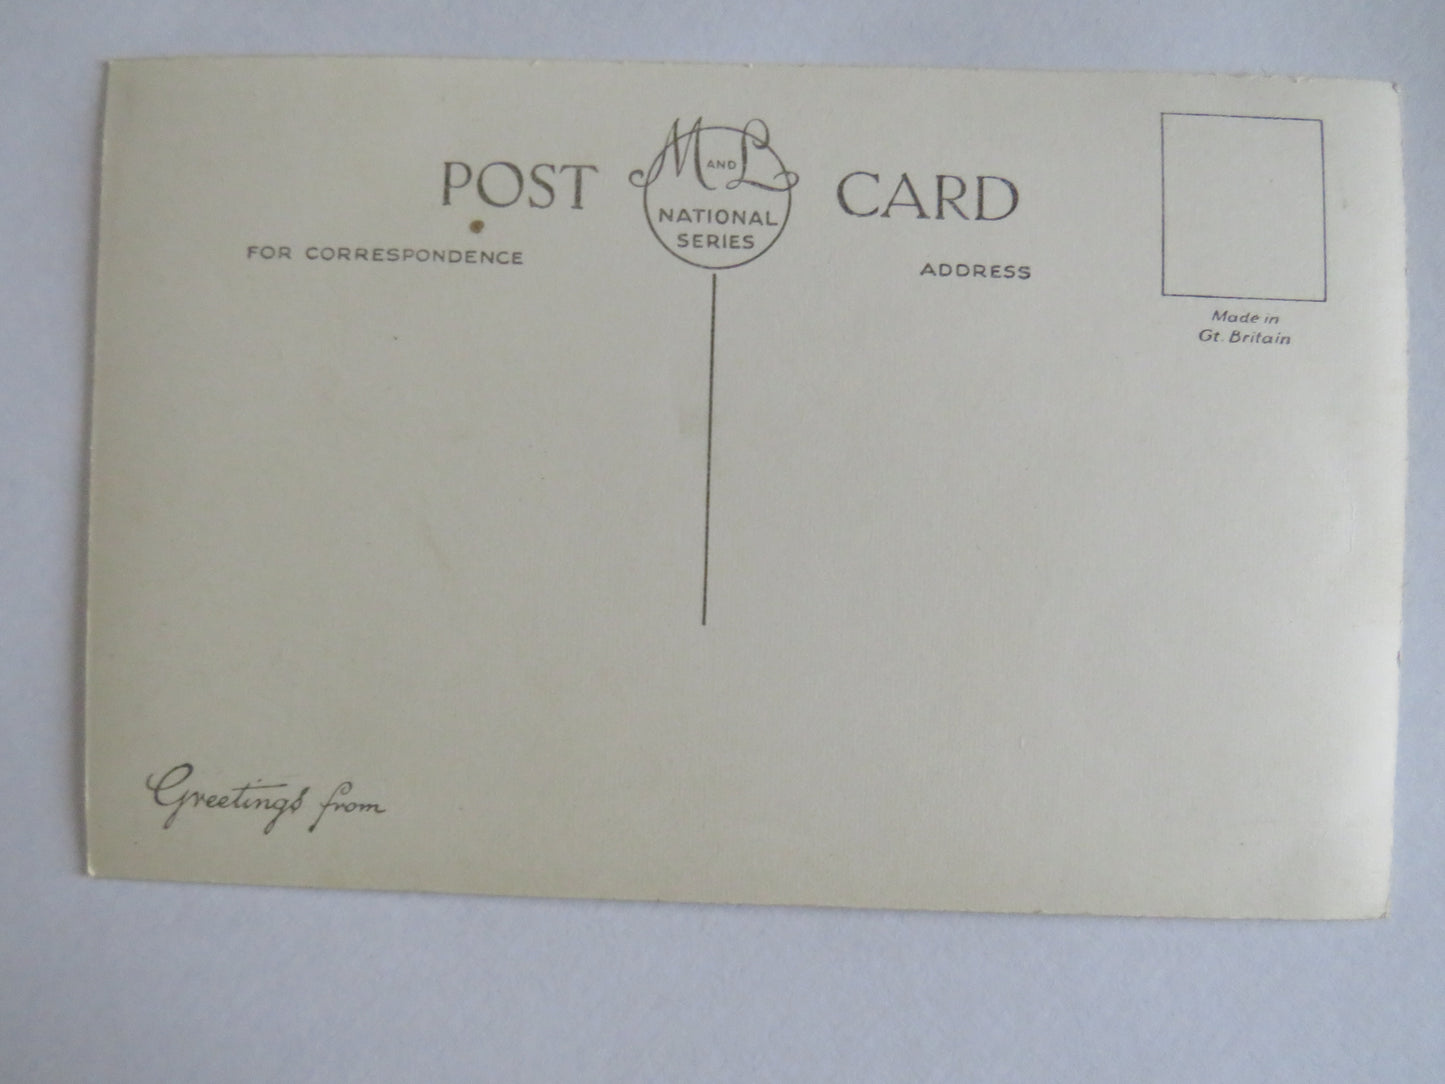 POST M AND L CARD
NATIONAL
SERIES
FOR CORRESPONDENCE
ADDRESS
Made in
Gt. Britain
Greetings from